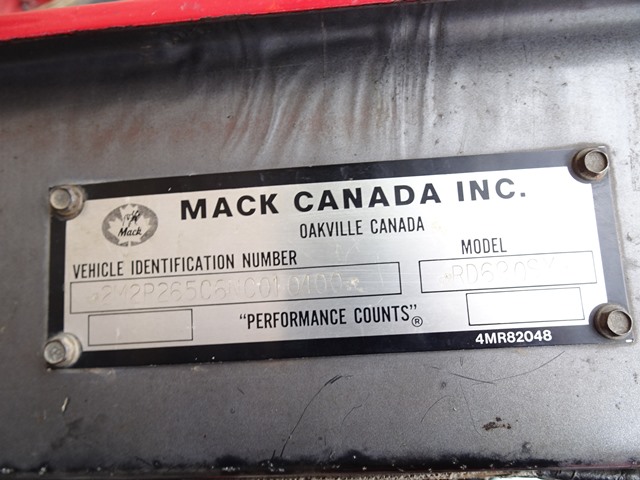 Mack
MACK CANADA INC.
OAKVILLE CANADA
VEHICLE IDENTIFICATION NUMBER
MODEL
"PERFORMANCE COUNTS"®
4MR82048